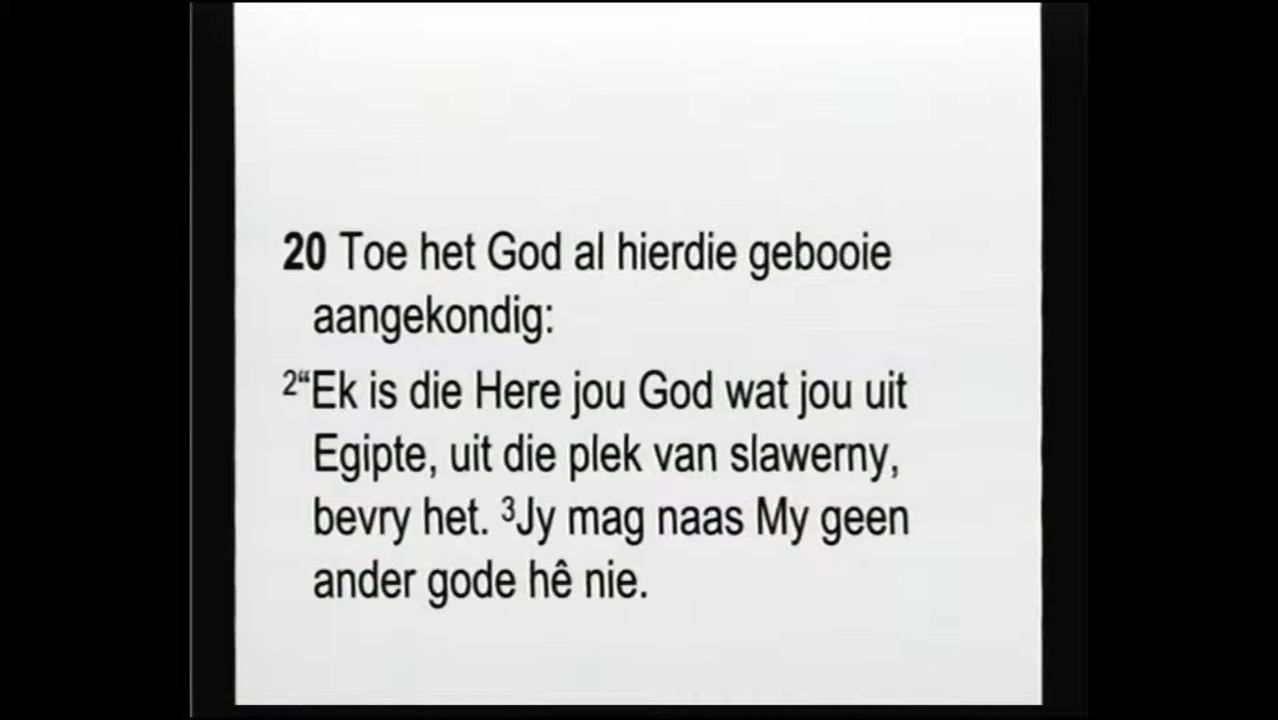 20 Toe het God al hierdie gebooie
aangekondig:
2“Ek is die Here jou God wat jou uit
Egipte, uit die plek van slawerny,
bevry het. 3Jy mag naas My geen
ander gode hê nie.